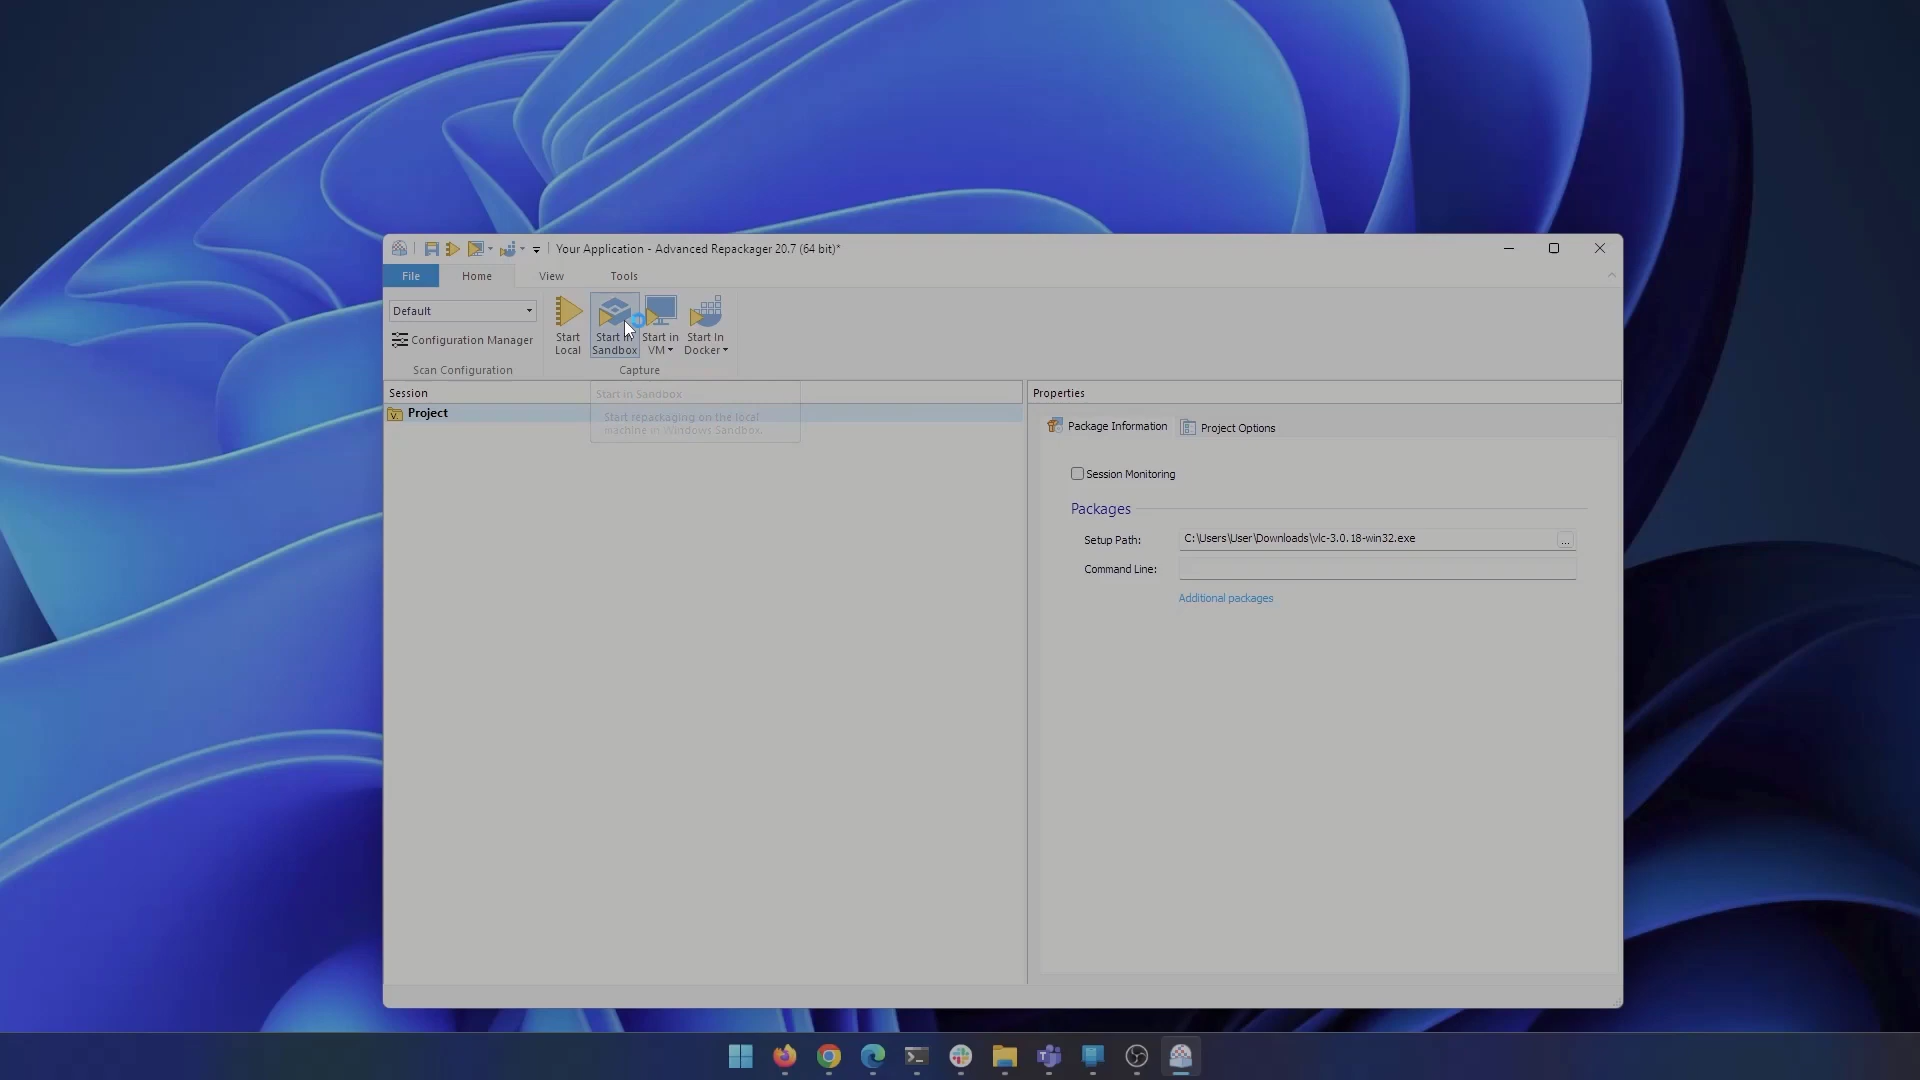 Your Application - Advanced Repackager 20.7 (64 bit)*
File
Home
View
Tools
Default
Configuration Manager
Scan Configuration
Start
Local
Start in
Sandbox
Start in
VM
Start In
Docker
Capture
Session
Project
Start in Sandbox
Start repackaging on the local
machine in Windows Sandbox.
Properties
Package Information
Project Options
Session Monitoring
Packages
Setup Path:
C:\Users\User\Downloads\vlc-3.0.18-win32.exe
...
Command Line:
Additional packages